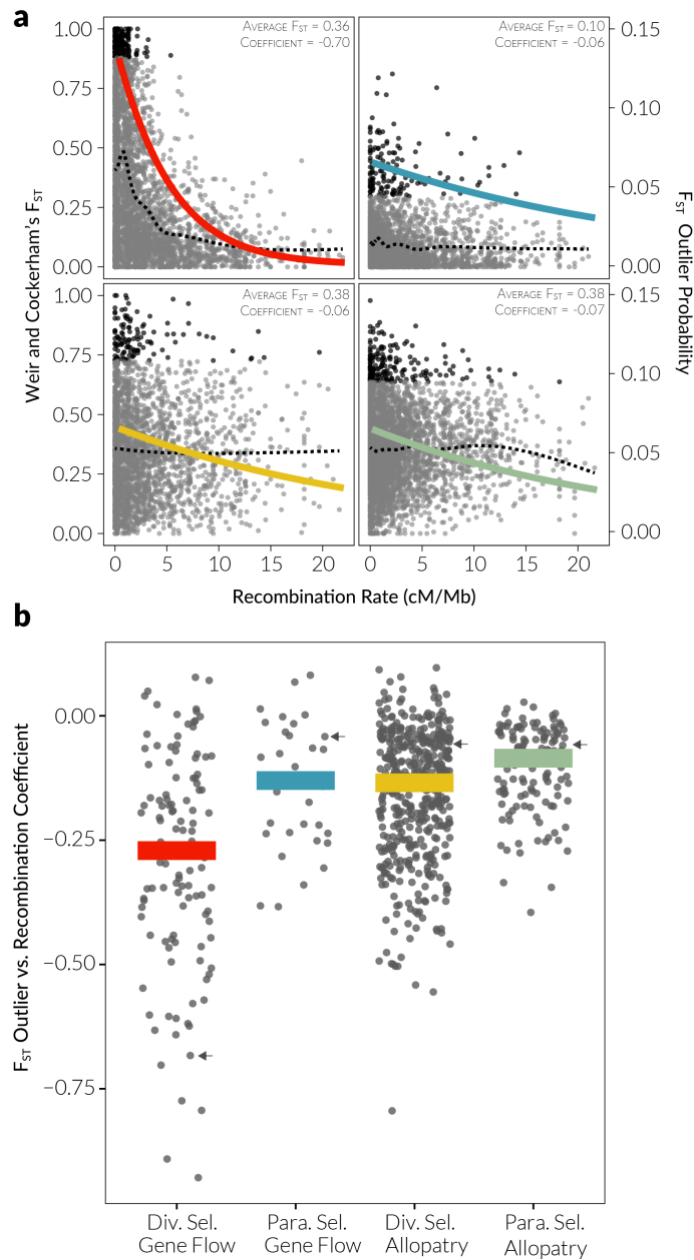 a
AVERAGE FST = 0.36
COEFFICIENT = -0.70
AVERAGE FST = 0.10
COEFFICIENT = -0.06
1.00
0.75
0.50
0.25
0.00
0.15
0.10
0.05
0.00
AVERAGE FST = 0.38
COEFFICIENT = -0.06
AVERAGE FST = 0.38
COEFFICIENT = -0.07
1.00
0.75
0.50
0.25
0.00
0.15
0.10
0.05
0.00
Weir and Cockerham's FST
FST Outlier Probability
0 5 10 15 20
0 5 10 15 20
Recombination Rate (cM/Mb)
b
FST Outlier vs. Recombination Coefficient
0.00
−0.25
−0.50
−0.75
Div. Sel.
Gene Flow
Para. Sel.
Gene Flow
Div. Sel.
Allopatry
Para. Sel.
Allopatry